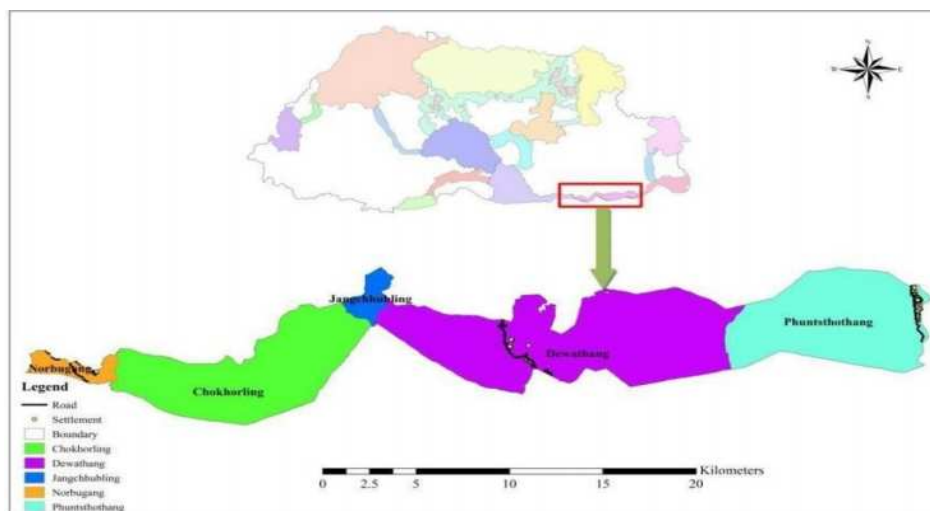 N
W E
S
Jangchhubling
Phuntsthothang
Dewathang
Norbugang
Chokhorling
Legend
Road
Settlement
Boundary
Chokhorling
Dewathang
Jangchhubling
Norbugang
Phuntsthothang
Kilometers
0 2.5 5 10 15 20